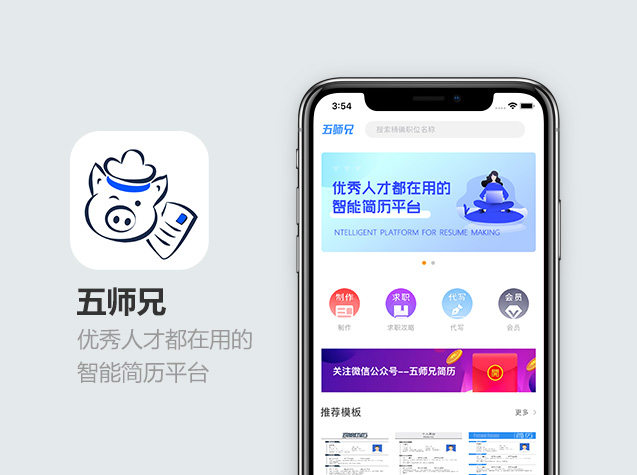 五师兄
优秀人才都在用的
智能简历平台
3:54
五师兄
搜索精确职位名称
优秀人才都在用的
智能简历平台
NTELLIGENT PLATFORM FOR RESUME MAKING
制作
求职
代写
会员
制作
求职攻略
代写
会员
关注微信公众号--五师兄简历
開
推荐模板
更多